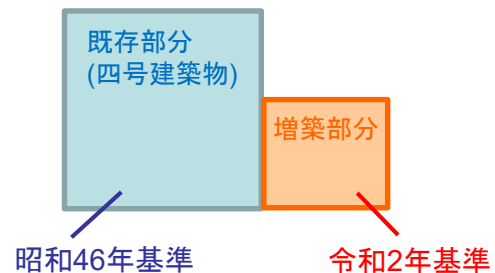 既存部分
(四号建築物)
増築部分
昭和46年基準
令和2年基準